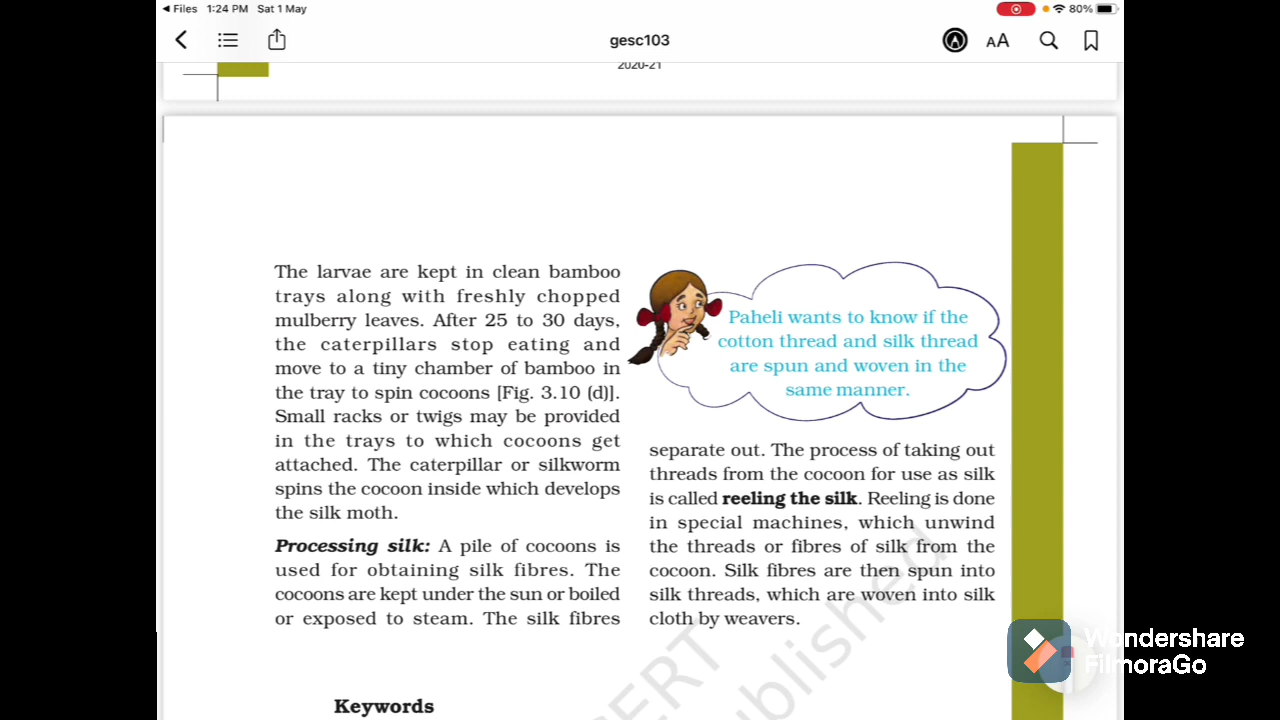 Files 1:24 PM Sat 1 May 80%
gesc103
AA
2020-21
The larvae are kept in clean bamboo
trays along with freshly chopped
mulberry leaves. After 25 to 30 days,
the caterpillars stop eating and
move to a tiny chamber of bamboo in
the tray to spin cocoons [Fig. 3.10 (d)].
Small racks or twigs may be provided
in the trays to which cocoons get
attached. The caterpillar or silkworm
spins the cocoon inside which develops
the silk moth.
Processing silk: A pile of cocoons is
used for obtaining silk fibres. The
cocoons are kept under the sun or boiled
or exposed to steam. The silk fibres
Paheli wants to know if the
cotton thread and silk thread
are spun and woven in the
same manner.
separate out. The process of taking out
threads from the cocoon for use as silk
is called reeling the silk. Reeling is done
in special machines, which unwind
the threads or fibres of silk from the
cocoon. Silk fibres are then spun into
silk threads, which are woven into silk
cloth by weavers.
Keywords
Wondershare
FilmoraGo